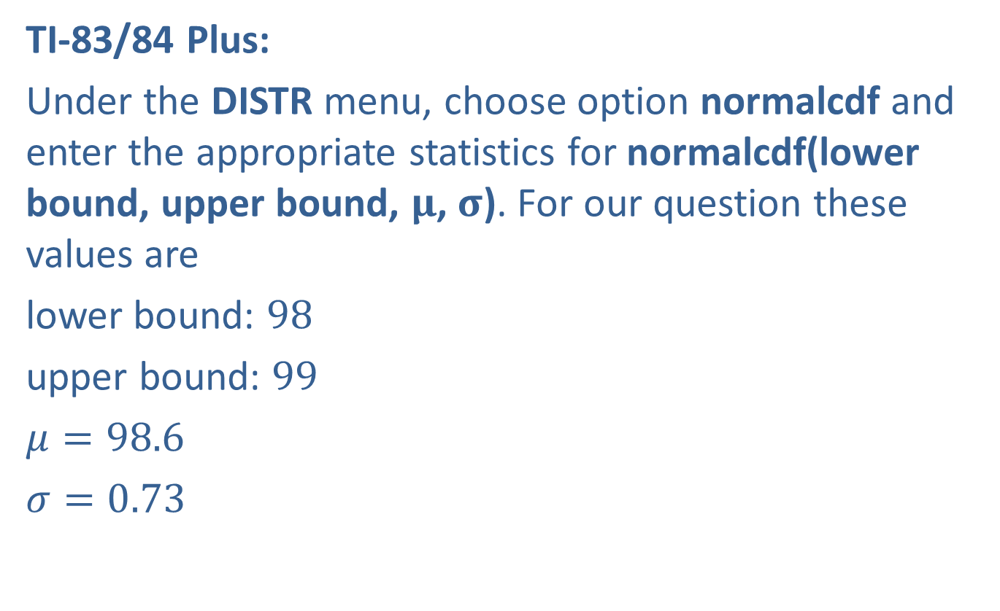 TI-83/84 Plus:
Under the DISTR menu, choose option normalcdf and
enter the appropriate statistics for normalcdf(lower
bound, upper bound, μ, σ). For our question these
values are
lower bound: 98
upper bound: 99
μ = 98.6
σ = 0.73